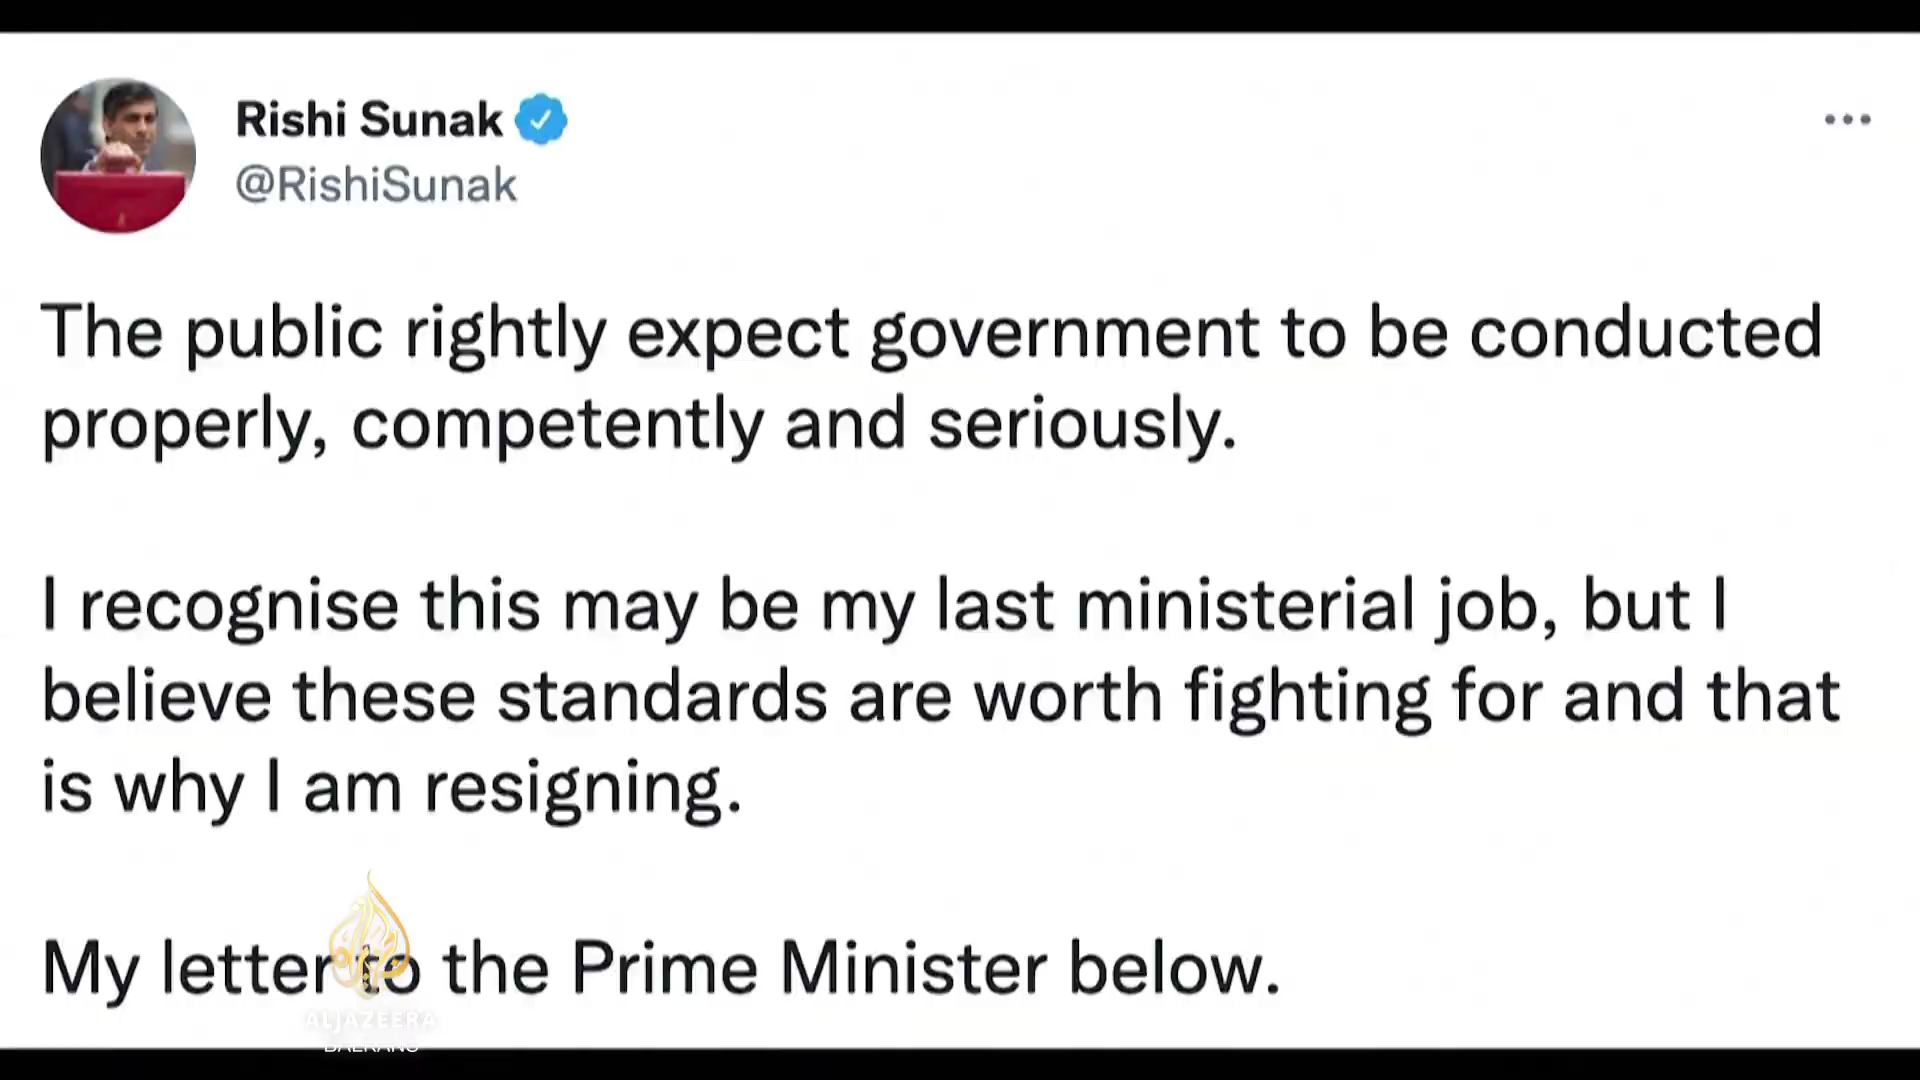 Rishi Sunak
@RishiSunak
The public rightly expect government to be conducted
properly, competently and seriously.
I recognise this may be my last ministerial job, but I
believe these standards are worth fighting for and that
is why I am resigning.
My letter to the Prime Minister below.
ALJAZEERA
BALKANS